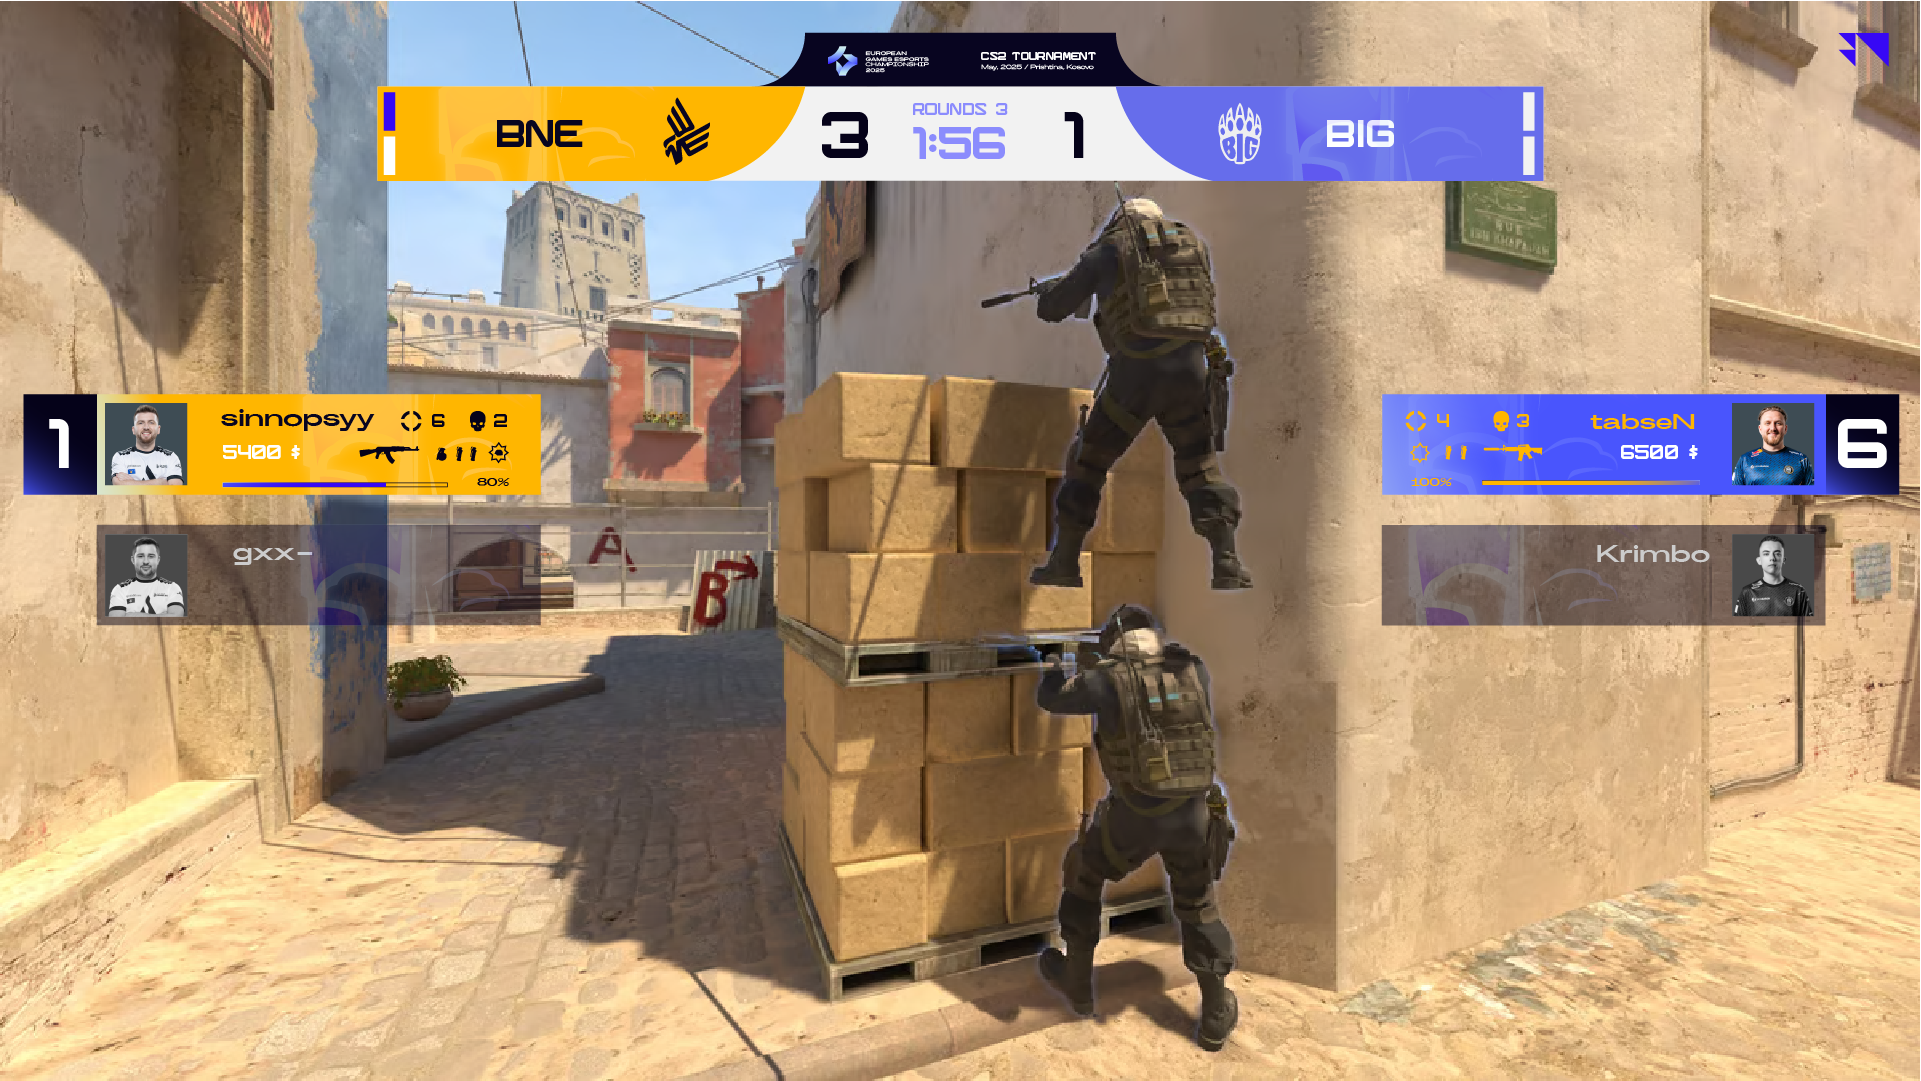 EUROPEAN
GAMES ESPORTS
CHAMPIONSHIP
2025
CS2 TOURNAMENT
May, 2025 / Prishtina, Kosovo
BNE
3
ROUNDS 3
1:56
1
BIG
BIG
1
sinnopsyy
6
2
5400 $
80%
gxx-
4
3
tabseN
6500 $
100%
6
Krimbo
A
B